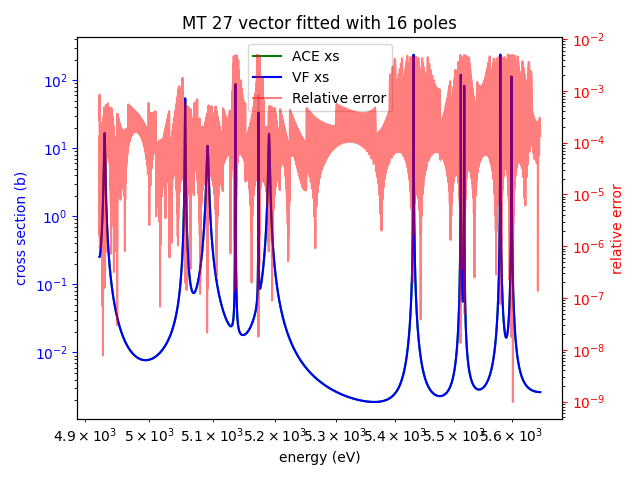 MT 27 vector fitted with 16 poles
ACE xs
VF xs
Relative error
cross section (b)
10²
10¹
10⁰
10⁻¹
10⁻²
relative error
10⁻²
10⁻³
10⁻⁴
10⁻⁵
10⁻⁶
10⁻⁷
10⁻⁸
10⁻⁹
4.9 × 10³ 5 × 10³ 5.1 × 10³ 5.2 × 10³ 5.3 × 10³ 5.4 × 10³ 5.5 × 10³ 5.6 × 10³
energy (eV)